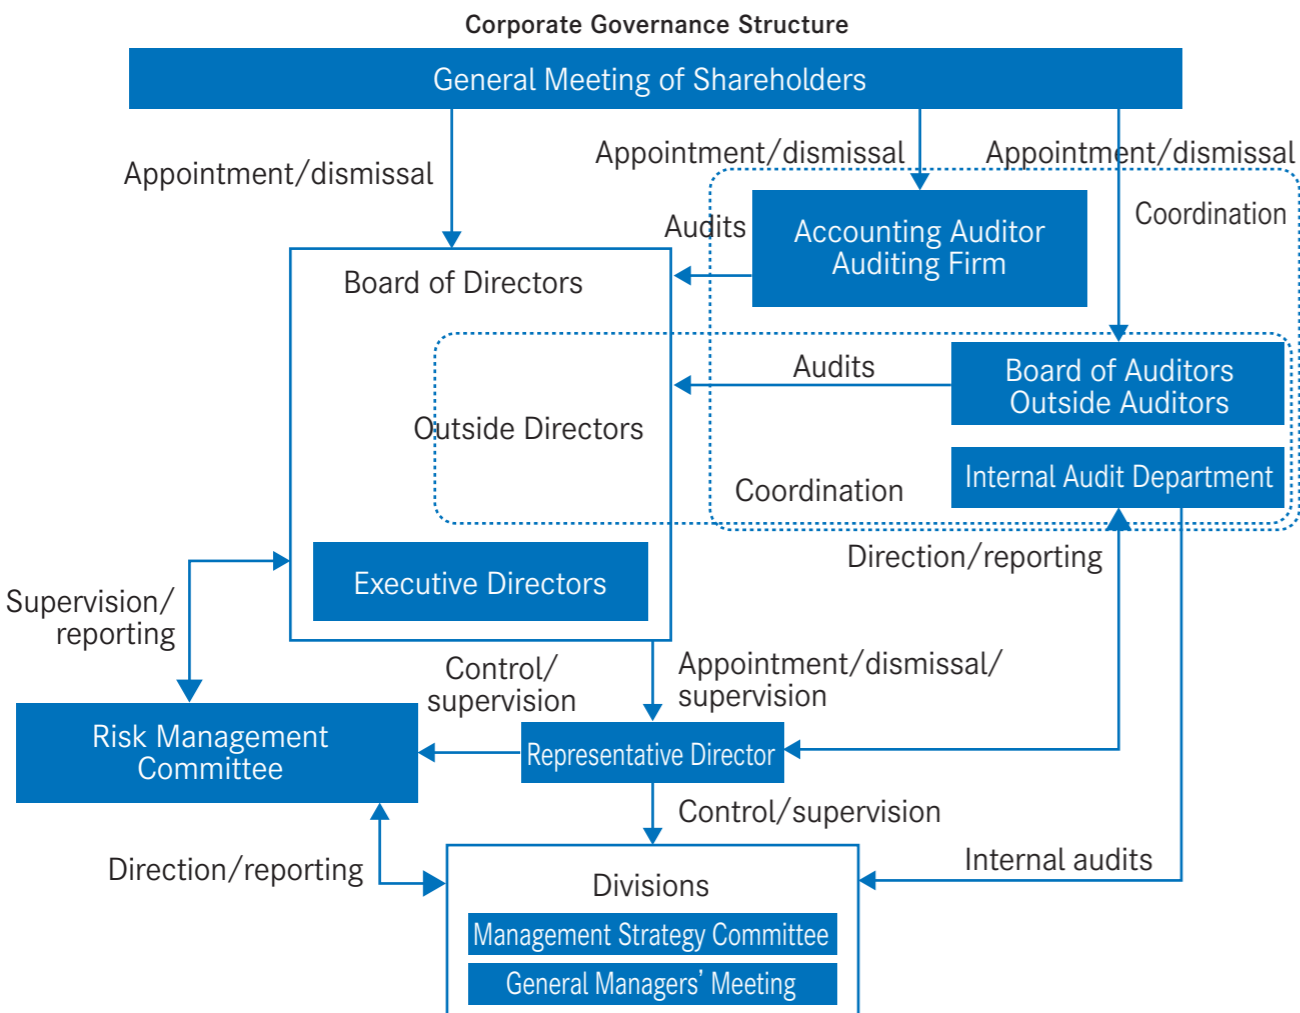 Corporate Governance Structure
General Meeting of Shareholders
Appointment/dismissal
Appointment/dismissal
Appointment/dismissal
Coordination
Audits
Accounting Auditor
Auditing Firm
Board of Directors
Audits
Board of Auditors
Outside Auditors
Outside Directors
Internal Audit Department
Coordination
Direction/reporting
Executive Directors
Supervision/
reporting
Control/
supervision
Appointment/dismissal/
supervision
Risk Management
Committee
Representative Director
Control/supervision
Direction/reporting
Internal audits
Divisions
Management Strategy Committee
General Managers’ Meeting